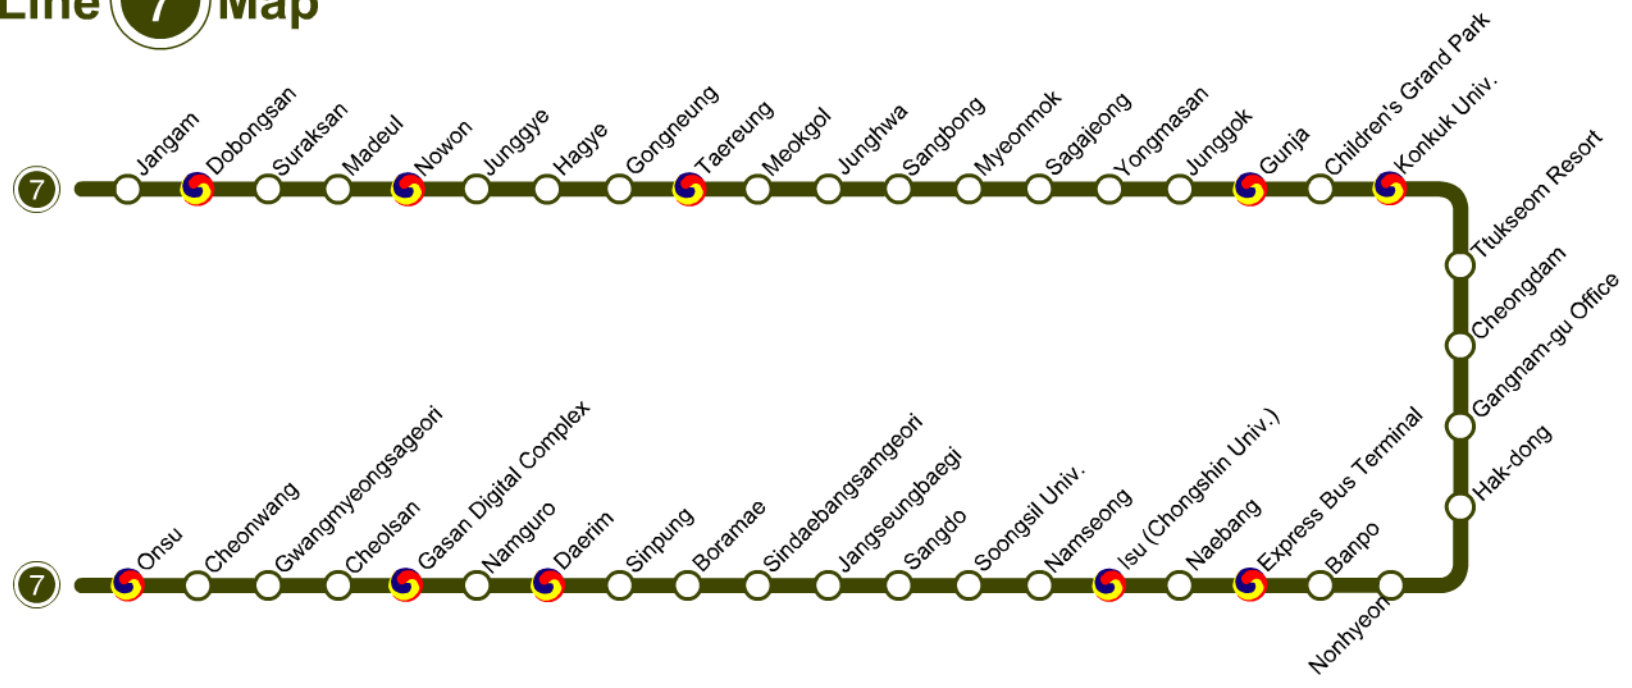 Line 7 Map
7
Jangam
Dobongsan
Suraksan
Madeul
Nowon
Junggye
Hagye
Gongneung
Taereung
Meokgol
Junghwa
Sangbong
Myeonmok
Sagajeong
Yongmasan
Junggok
Gunja
Children's Grand Park
Konkuk Univ.
Ttukseom Resort
Cheongdam
Gangnam-gu Office
Hak-dong
7
Onsu
Cheonwang
Gwangmyeongsageori
Cheolsan
Gasan Digital Complex
Namguro
Daerim
Sinpung
Boramae
Sindaebangsamgeori
Jangseungbaegi
Sangdo
Soongsil Univ.
Namseong
Isu (Chongshin Univ.)
Naebang
Express Bus Terminal
Banpo
Nonhyeon